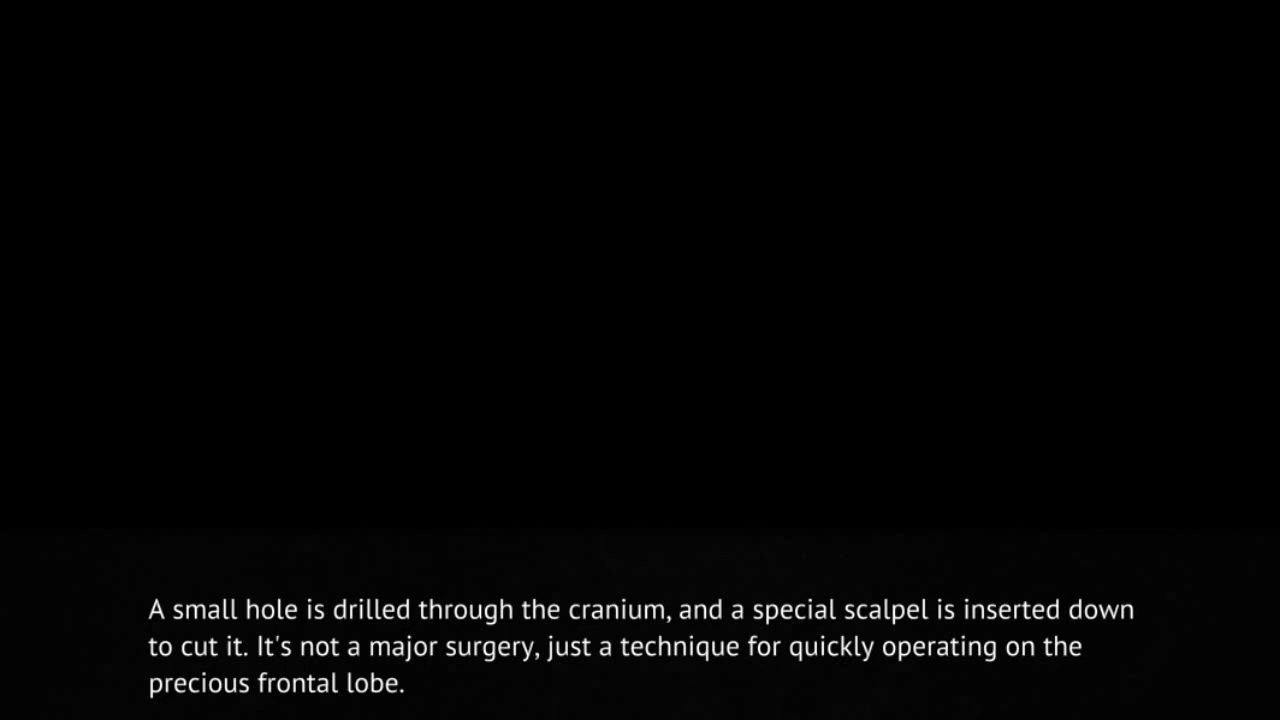 A small hole is drilled through the cranium, and a special scalpel is inserted down
to cut it. It's not a major surgery, just a technique for quickly operating on the
precious frontal lobe.